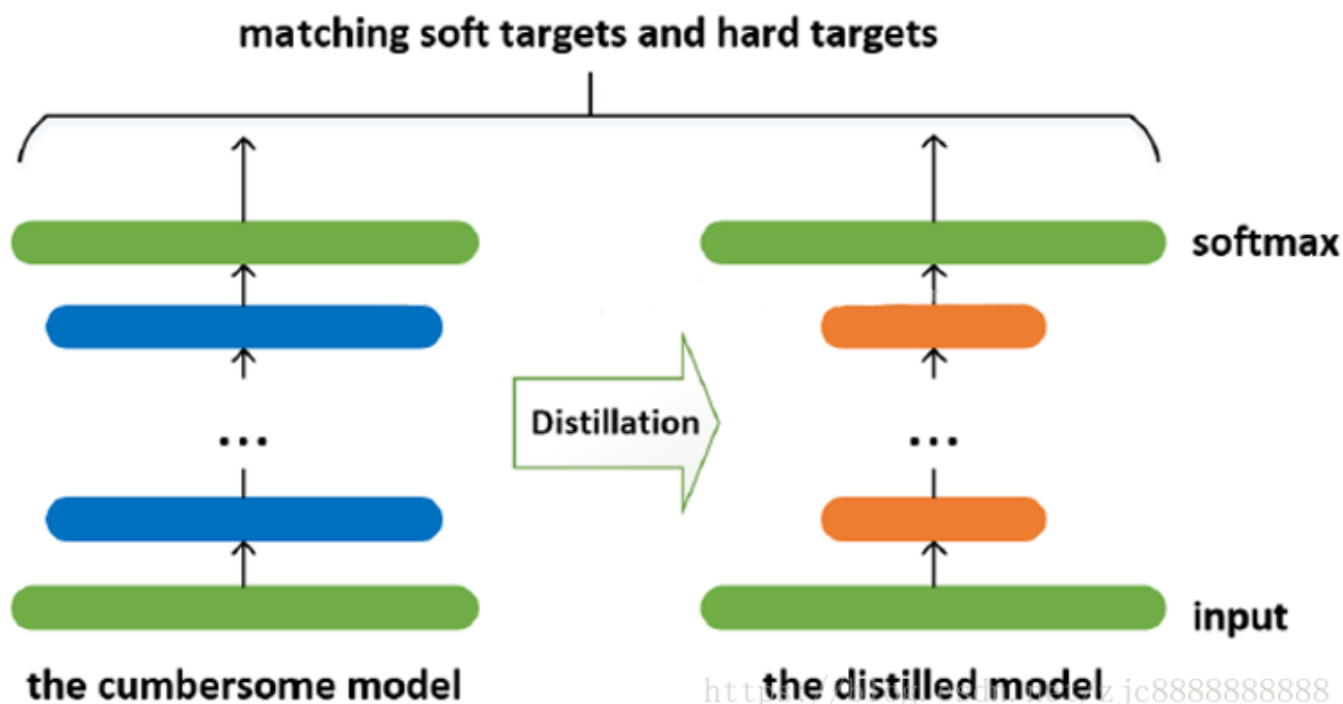 matching soft targets and hard targets
softmax
Distillation
...
...
input
the cumbersome model
the distilled model